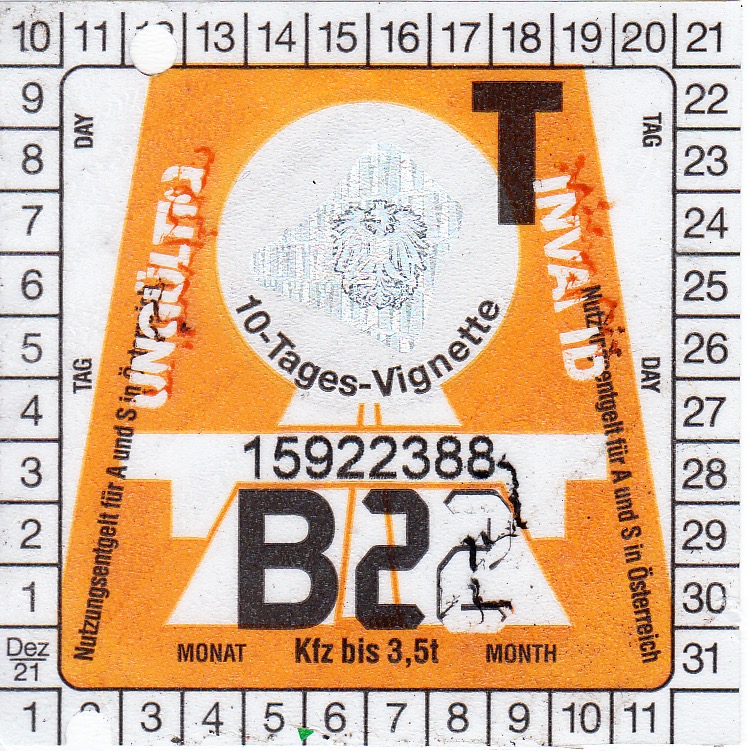 10 11 12 13 14 15 16 17 18 19 20 21
9 22
8 23
7 24
6 25
5 26
4 27
3 28
2 29
1 30
Dez
21
31
1 2 3 4 5 6 7 8 9 10 11
DAY
TAG
TAG
DAY
T
UNGÜLTIG
INVALID
10-Tages-Vignette
Nutzungsentgelt für A und S in Österreich
Nutzungsentgelt für A und S in Österreich
15922388
B22
MONAT Kfz bis 3,5t MONTH